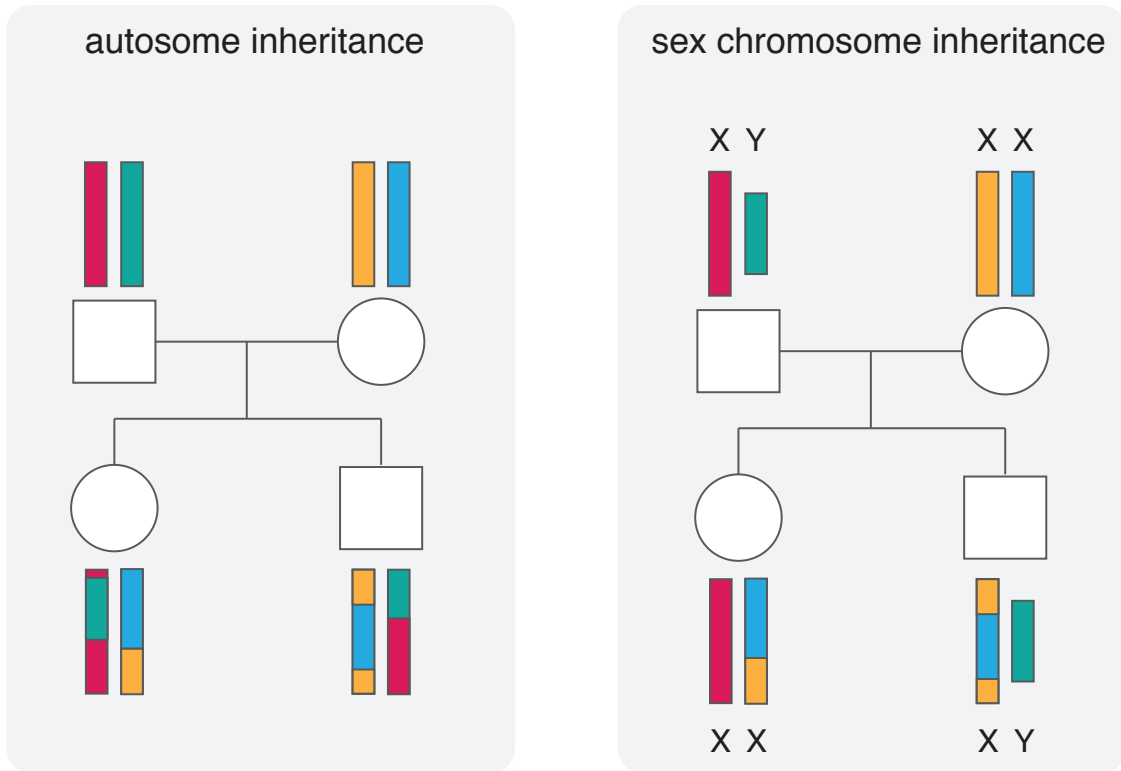 autosome inheritance
sex chromosome inheritance
X Y
X X
X X
X Y